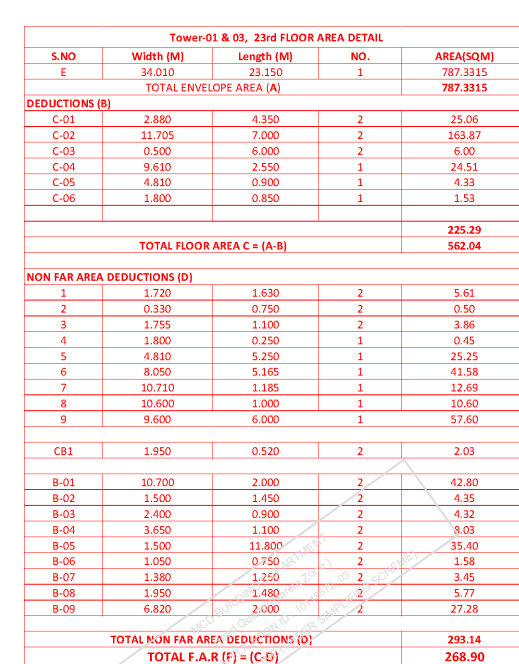 Tower-01 & 03, 23rd FLOOR AREA DETAIL
S.NO Width (M) Length (M) NO. AREA(SQM)
E 34.010 23.150 1 787.3315
TOTAL ENVELOPE AREA (A) 787.3315
DEDUCTIONS (B)
C-01 2.880 4.350 2 25.06
C-02 11.705 7.000 2 163.87
C-03 0.500 6.000 2 6.00
C-04 9.610 2.550 1 24.51
C-05 4.810 0.900 1 4.33
C-06 1.800 0.850 1 1.53
225.29
TOTAL FLOOR AREA C = (A-B) 562.04
NON FAR AREA DEDUCTIONS (D)
1 1.720 1.630 2 5.61
2 0.330 0.750 2 0.50
3 1.755 1.100 2 3.86
4 1.800 0.250 1 0.45
5 4.810 5.250 1 25.25
6 8.050 5.165 1 41.58
7 10.710 1.185 1 12.69
8 10.600 1.000 1 10.60
9 9.600 6.000 1 57.60
CB1 1.950 0.520 2 2.03
B-01 10.700 2.000 2 42.80
B-02 1.500 1.450 2 4.35
B-03 2.400 0.900 2 4.32
B-04 3.650 1.100 2 8.03
B-05 1.500 11.800 2 35.40
B-06 1.050 0.750 2 1.58
B-07 1.380 1.250 2 3.45
B-08 1.950 1.480 2 5.77
B-09 6.820 2.000 2 27.28
TOTAL NON FAR AREA DEDUCTIONS (D) 293.14
TOTAL F.A.R (F) = (C-D) 268.90